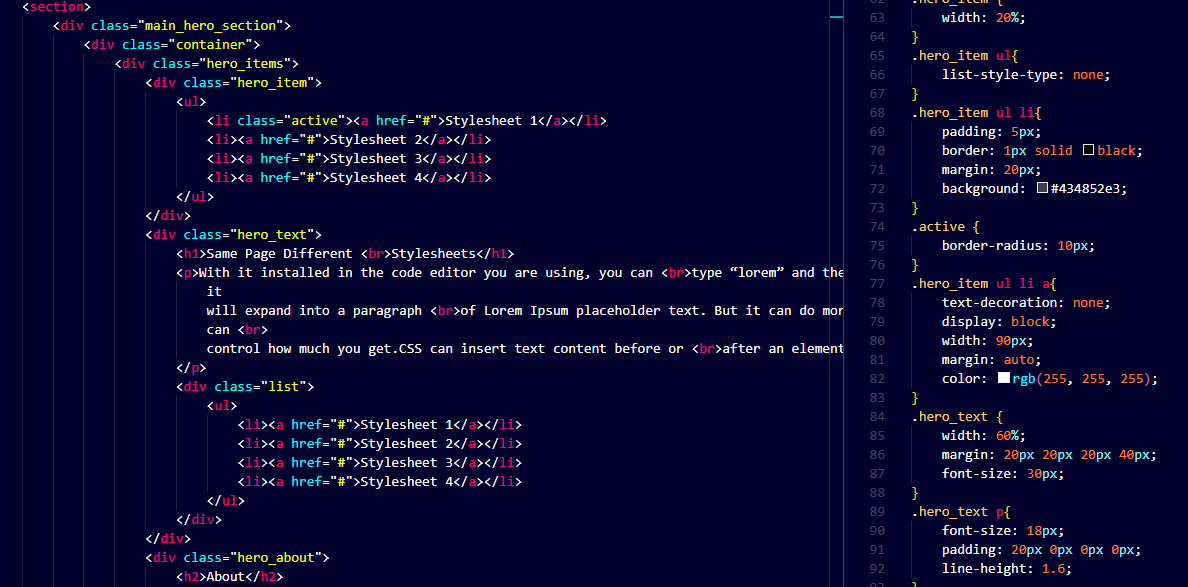 <section>
<div class="main_hero_section">
<div class="container">
<div class="hero_items">
<div class="hero_item">
<ul>
<li class="active"><a href="#">Stylesheet 1</a></li>
<li><a href="#">Stylesheet 2</a></li>
<li><a href="#">Stylesheet 3</a></li>
<li><a href="#">Stylesheet 4</a></li>
</ul>
</div>
<div class="hero_text">
<h1>Same Page Different <br>Stylesheets</h1>
<p>With it installed in the code editor you are using, you can <br>type “lorem” and the
it
will expand into a paragraph <br>of Lorem Ipsum placeholder text. But it can do mor
can <br>
control how much you get.CSS can insert text content before or <br>after an element
</p>
<div class="list">
<ul>
<li><a href="#">Stylesheet 1</a></li>
<li><a href="#">Stylesheet 2</a></li>
<li><a href="#">Stylesheet 3</a></li>
<li><a href="#">Stylesheet 4</a></li>
</ul>
</div>
</div>
<div class="hero_about">
<h2>About</h2>
62 .hero_item {
63 width: 20%;
64 }
65 .hero_item ul{
66 list-style-type: none;
67 }
68 .hero_item ul li{
69 padding: 5px;
70 border: 1px solid black;
71 margin: 20px;
72 background: #434852e3;
73 }
74 .active {
75 border-radius: 10px;
76 }
77 .hero_item ul li a{
78 text-decoration: none;
79 display: block;
80 width: 90px;
81 margin: auto;
82 color: rgb(255, 255, 255);
83 }
84 .hero_text {
85 width: 60%;
86 margin: 20px 20px 20px 40px;
87 font-size: 30px;
88 }
89 .hero_text p{
90 font-size: 18px;
91 padding: 20px 0px 0px 0px;
92 line-height: 1.6;
93 }